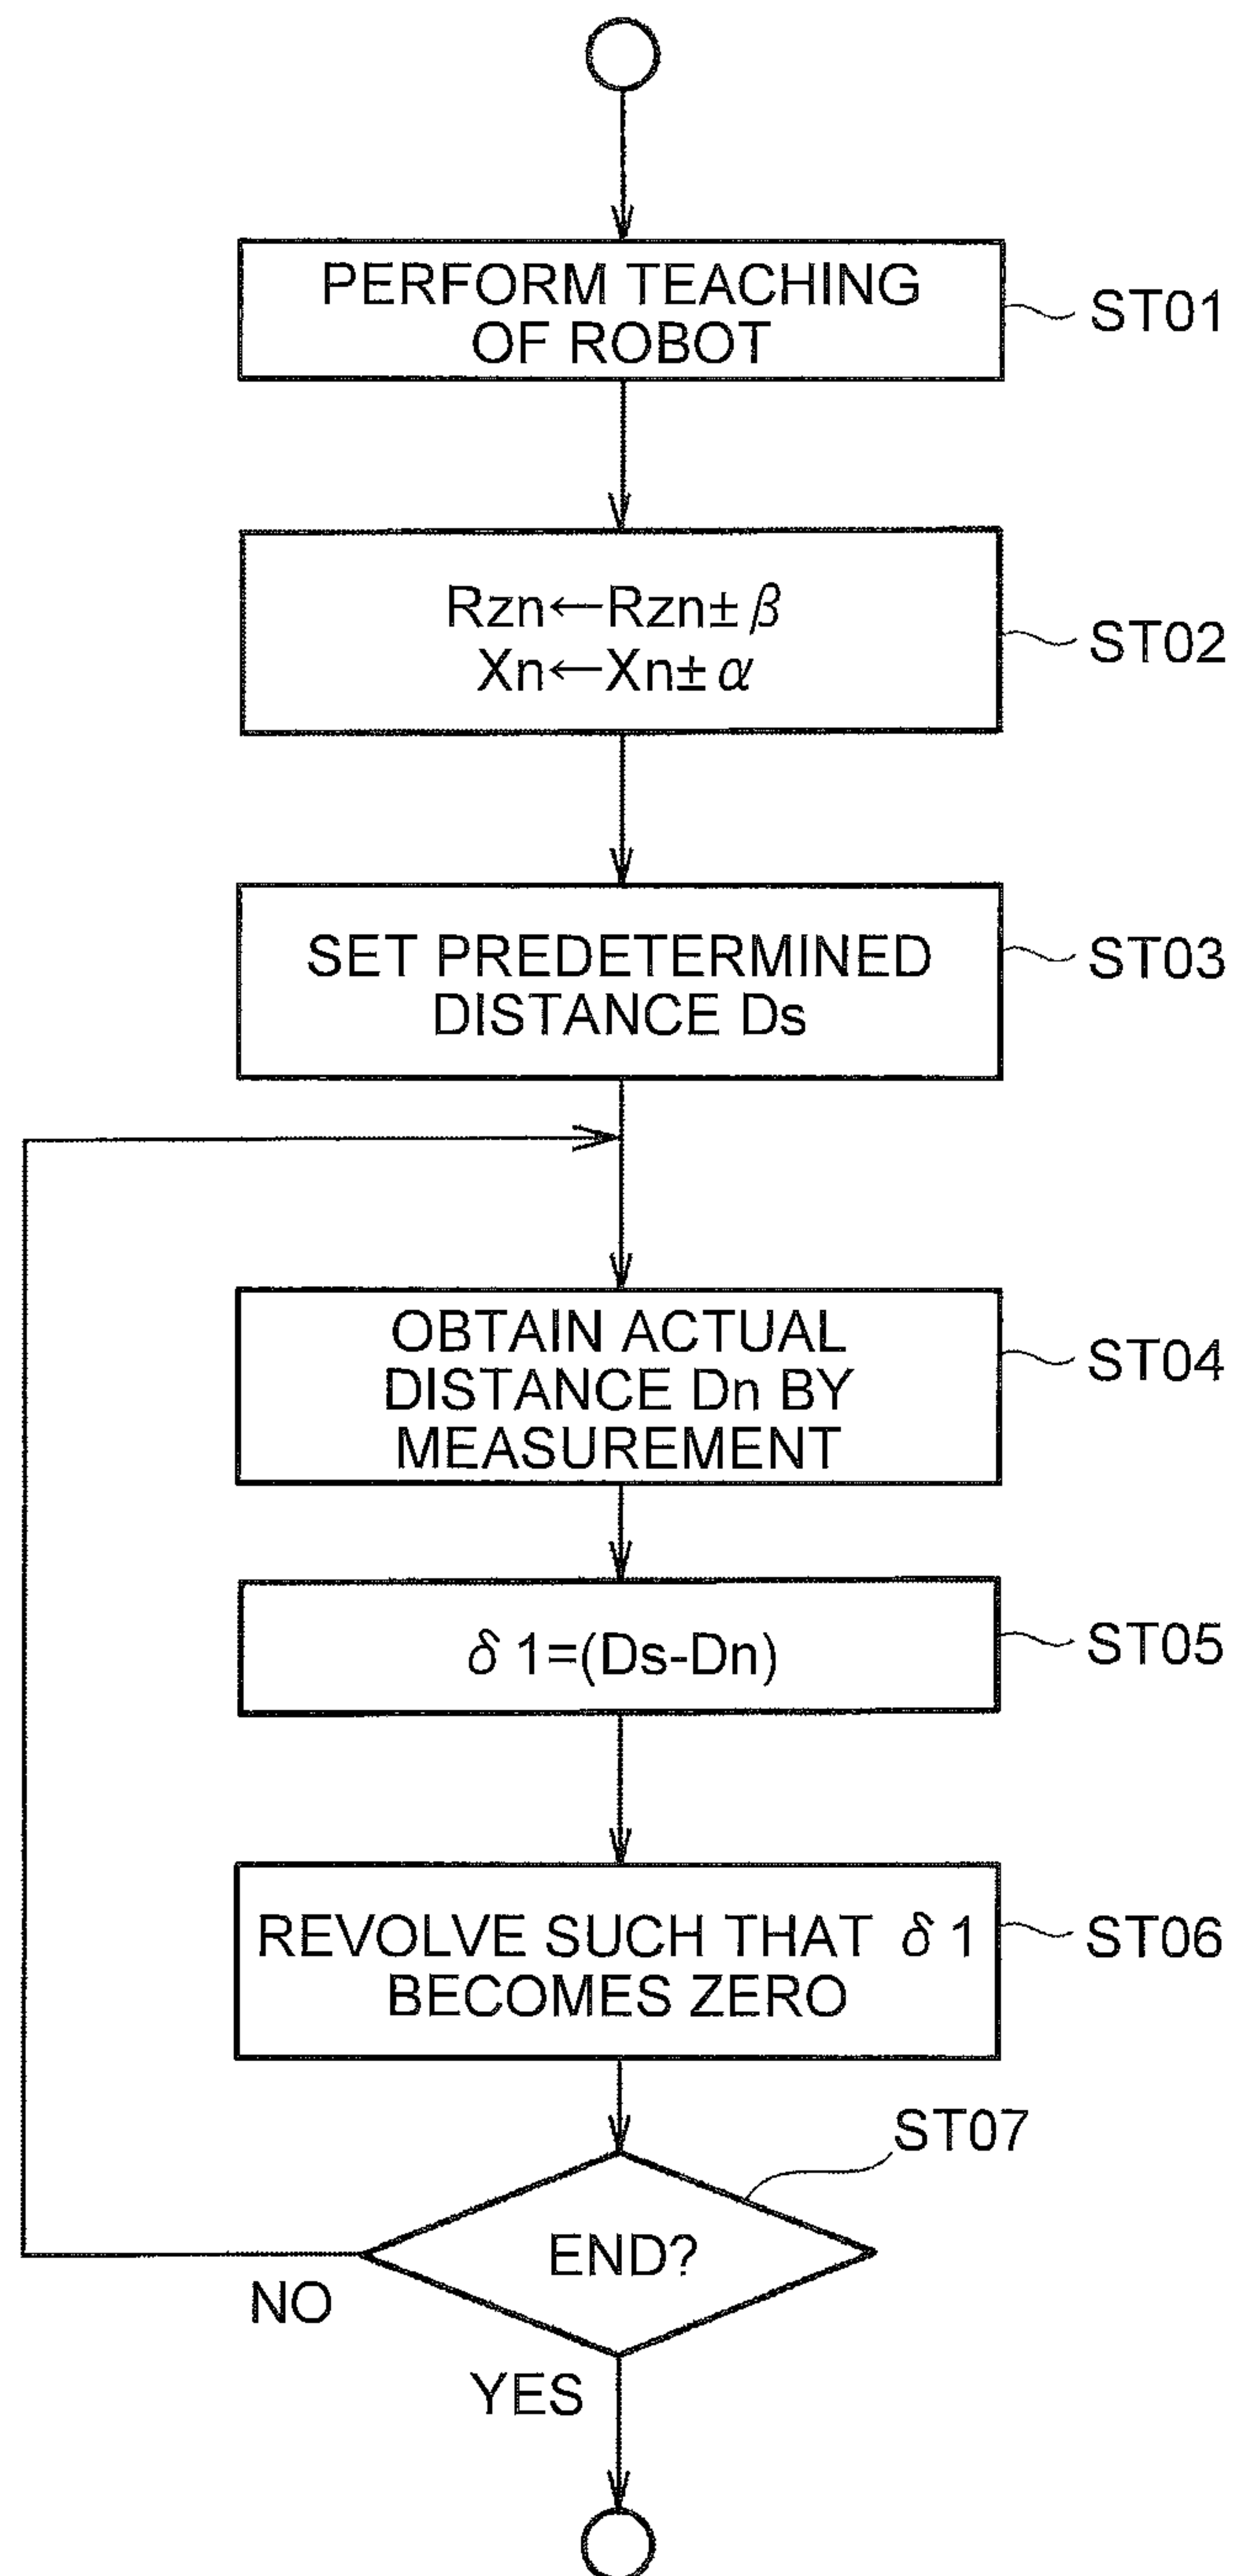 PERFORM TEACHING
OF ROBOT
ST01
Rzn←Rzn±β
Xn←Xn±α
ST02
SET PREDETERMINED
DISTANCE Ds
ST03
OBTAIN ACTUAL
DISTANCE Dn BY
MEASUREMENT
ST04
δ1=(Ds-Dn)
ST05
REVOLVE SUCH THAT δ1
BECOMES ZERO
ST06
ST07
END?
NO
YES